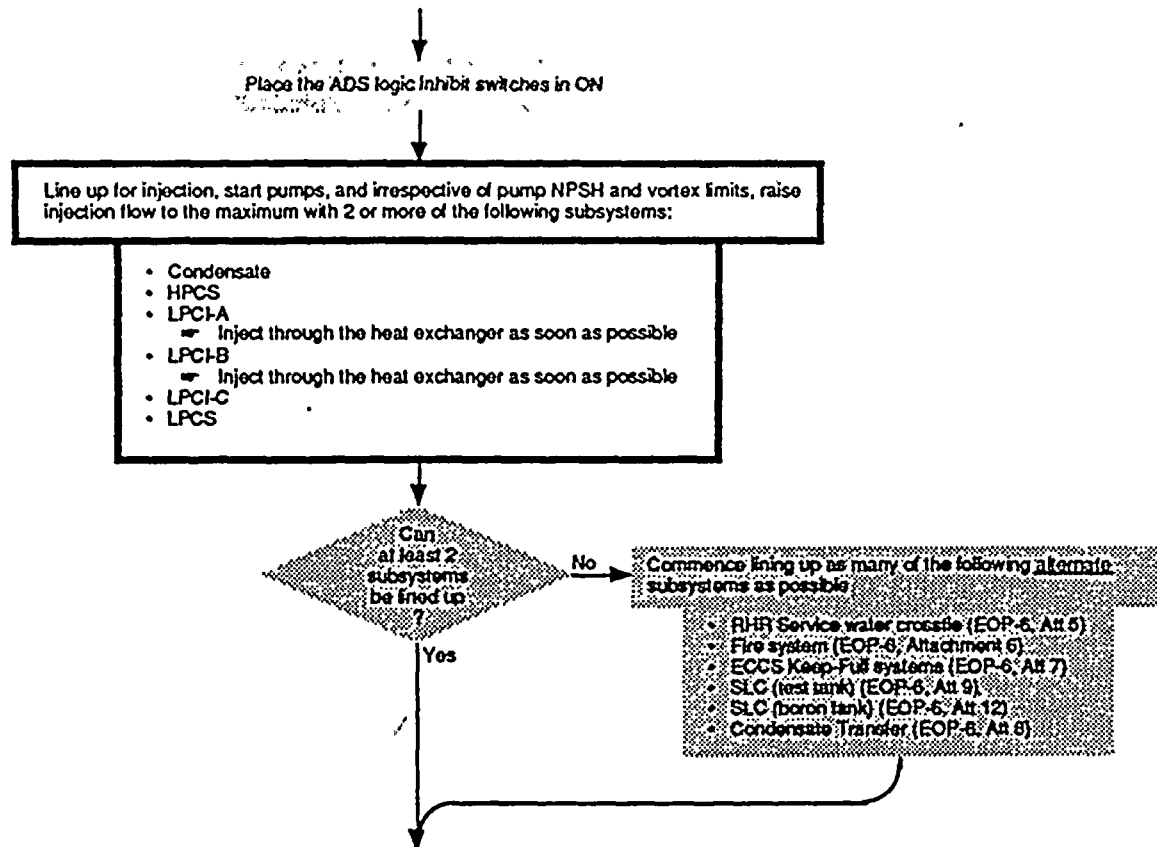 Place the ADS logic inhibit switches in ON
Line up for injection, start pumps, and irrespective of pump NPSH and vortex limits, raise
injection flow to the maximum with 2 or more of the following subsystems:
• Condensate
• HPCS
• LPCI-A
☛ Inject through the heat exchanger as soon as possible
• LPCI-B
☛ Inject through the heat exchanger as soon as possible
• LPCI-C
• LPCS
Can
at least 2
subsystems
be lined up
?
No
Yes
Commence lining up as many of the following alternate
subsystems as possible
• RHR Service water crosstie (EOP-6, Att 5)
• Fire system (EOP-6, Attachment 6)
• ECCS Keep-Full systems (EOP-6, Att 7)
• SLC (test tank) (EOP-6, Att 9)
• SLC (boron tank) (EOP-6, Att 12)
• Condensate Transfer (EOP-6, Att 8)